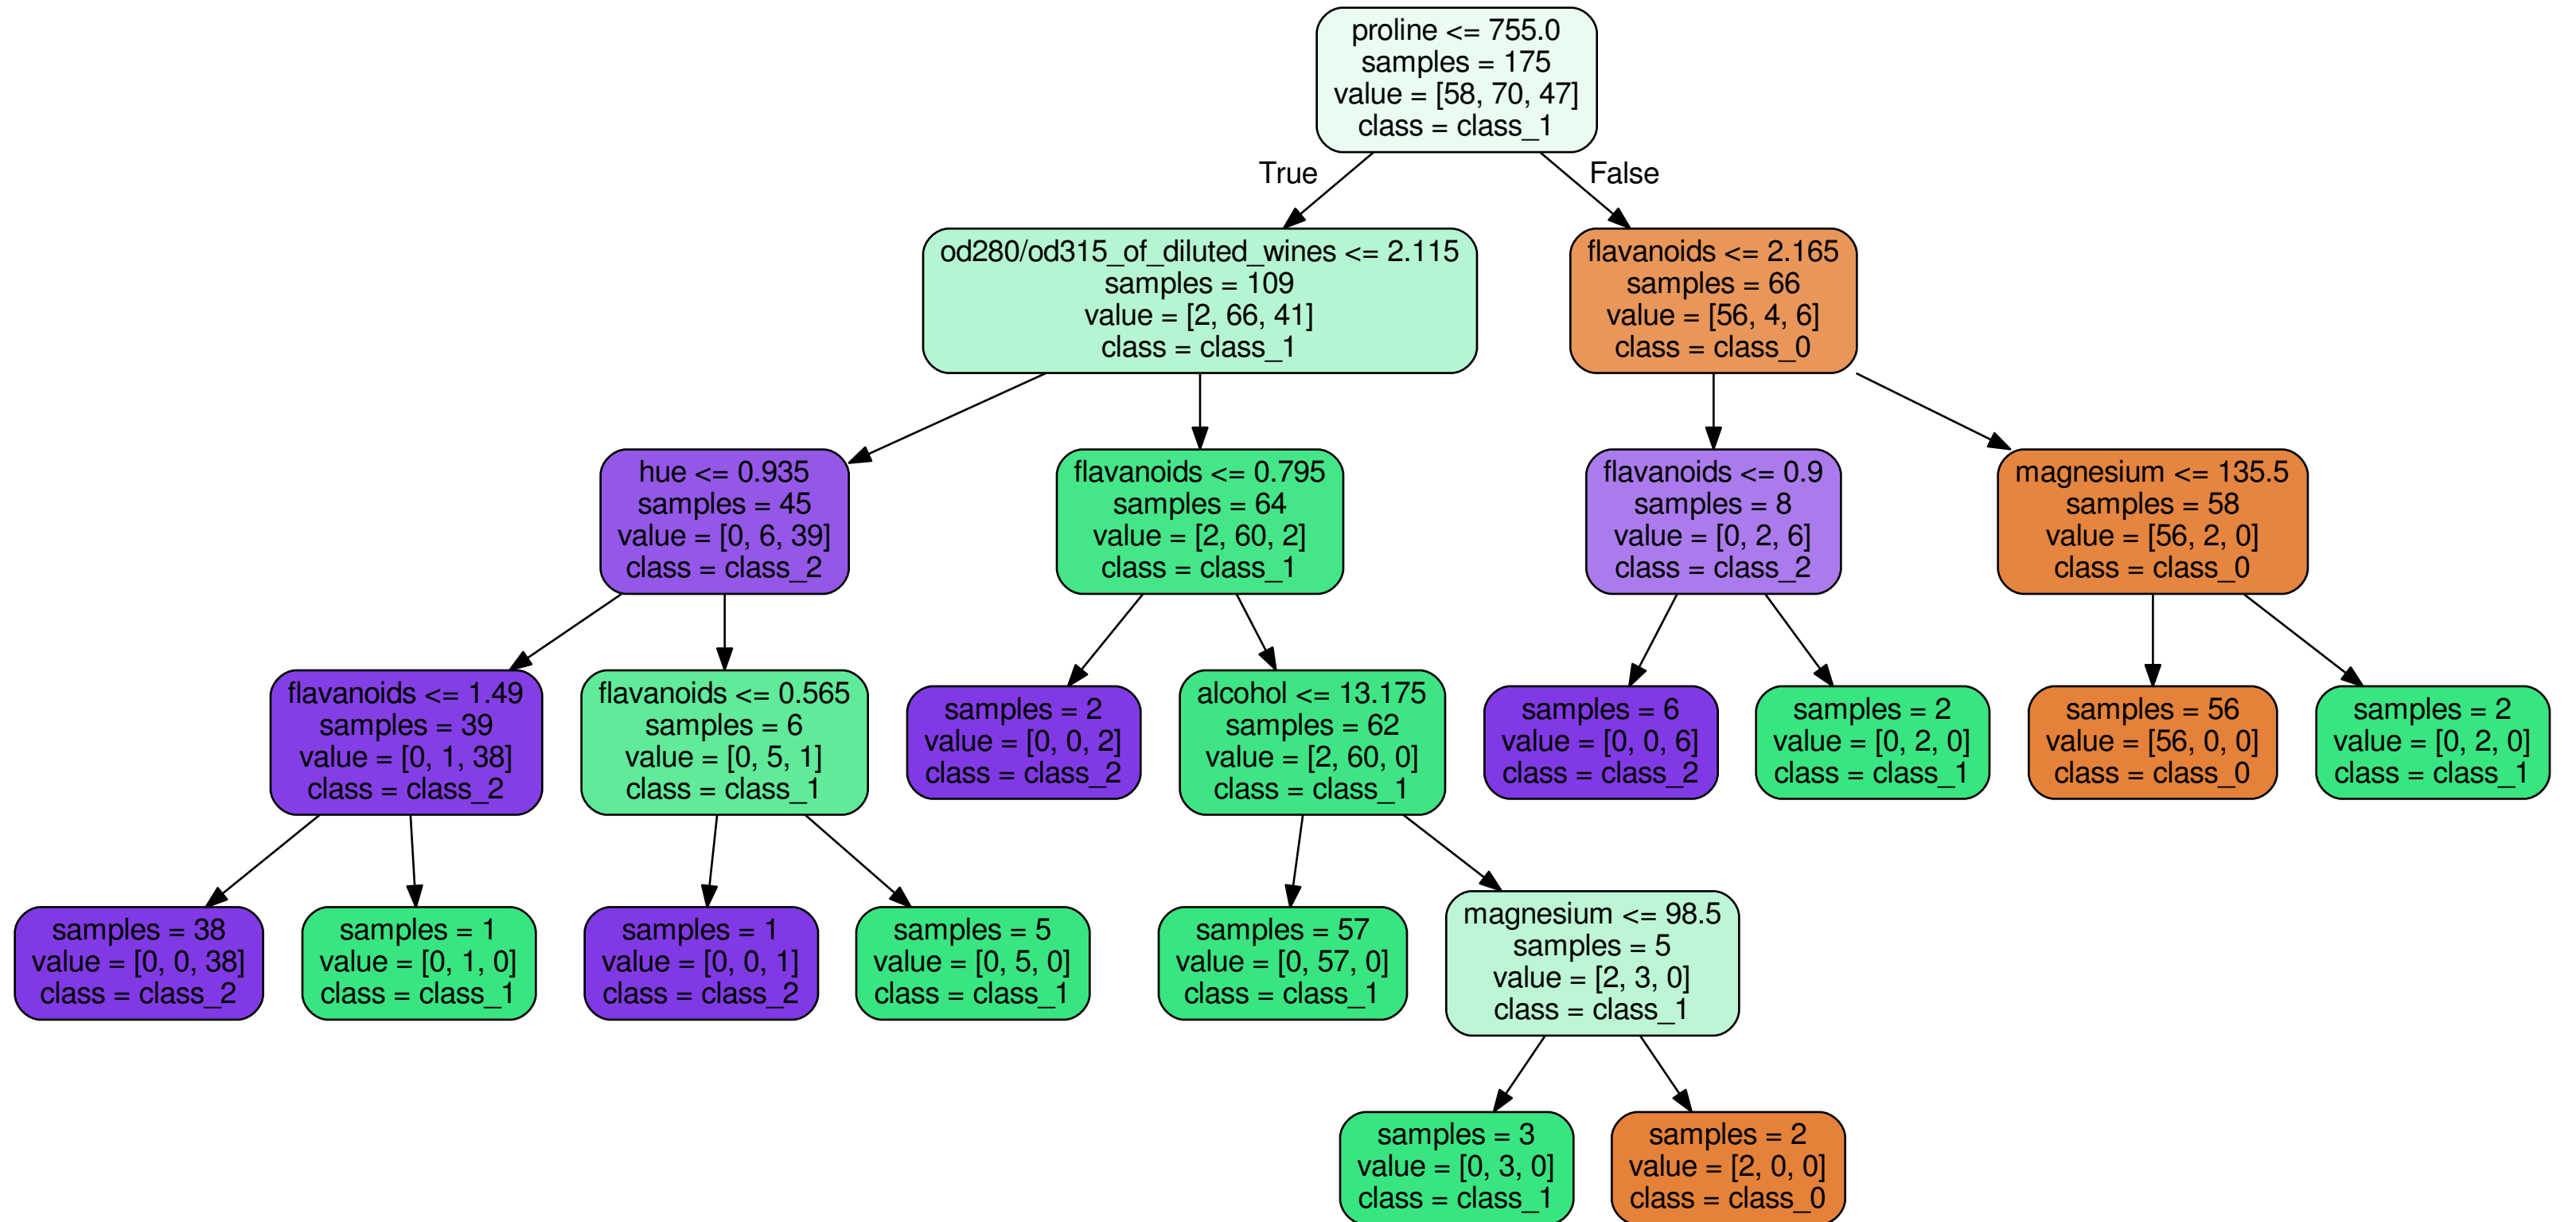 proline <= 755.0
samples = 175
value = [58, 70, 47]
class = class_1
True
False
od280/od315_of_diluted_wines <= 2.115
samples = 109
value = [2, 66, 41]
class = class_1
flavanoids <= 2.165
samples = 66
value = [56, 4, 6]
class = class_0
hue <= 0.935
samples = 45
value = [0, 6, 39]
class = class_2
flavanoids <= 0.795
samples = 64
value = [2, 60, 2]
class = class_1
flavanoids <= 0.9
samples = 8
value = [0, 2, 6]
class = class_2
magnesium <= 135.5
samples = 58
value = [56, 2, 0]
class = class_0
flavanoids <= 1.49
samples = 39
value = [0, 1, 38]
class = class_2
flavanoids <= 0.565
samples = 6
value = [0, 5, 1]
class = class_1
samples = 2
value = [0, 0, 2]
class = class_2
alcohol <= 13.175
samples = 62
value = [2, 60, 0]
class = class_1
samples = 6
value = [0, 0, 6]
class = class_2
samples = 2
value = [0, 2, 0]
class = class_1
samples = 56
value = [56, 0, 0]
class = class_0
samples = 2
value = [0, 2, 0]
class = class_1
samples = 38
value = [0, 0, 38]
class = class_2
samples = 1
value = [0, 1, 0]
class = class_1
samples = 1
value = [0, 0, 1]
class = class_2
samples = 5
value = [0, 5, 0]
class = class_1
samples = 57
value = [0, 57, 0]
class = class_1
magnesium <= 98.5
samples = 5
value = [2, 3, 0]
class = class_1
samples = 3
value = [0, 3, 0]
class = class_1
samples = 2
value = [2, 0, 0]
class = class_0